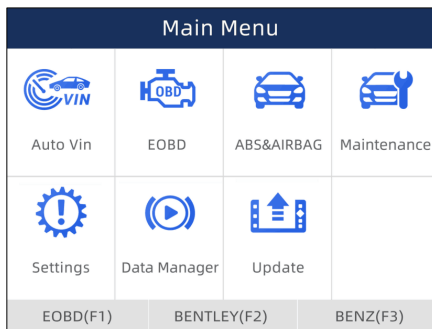 Main Menu
VIN
OBD
Auto Vin
EOBD
ABS&AIRBAG
Maintenance
Settings
Data Manager
Update
EOBD(F1)
BENTLEY(F2)
BENZ(F3)